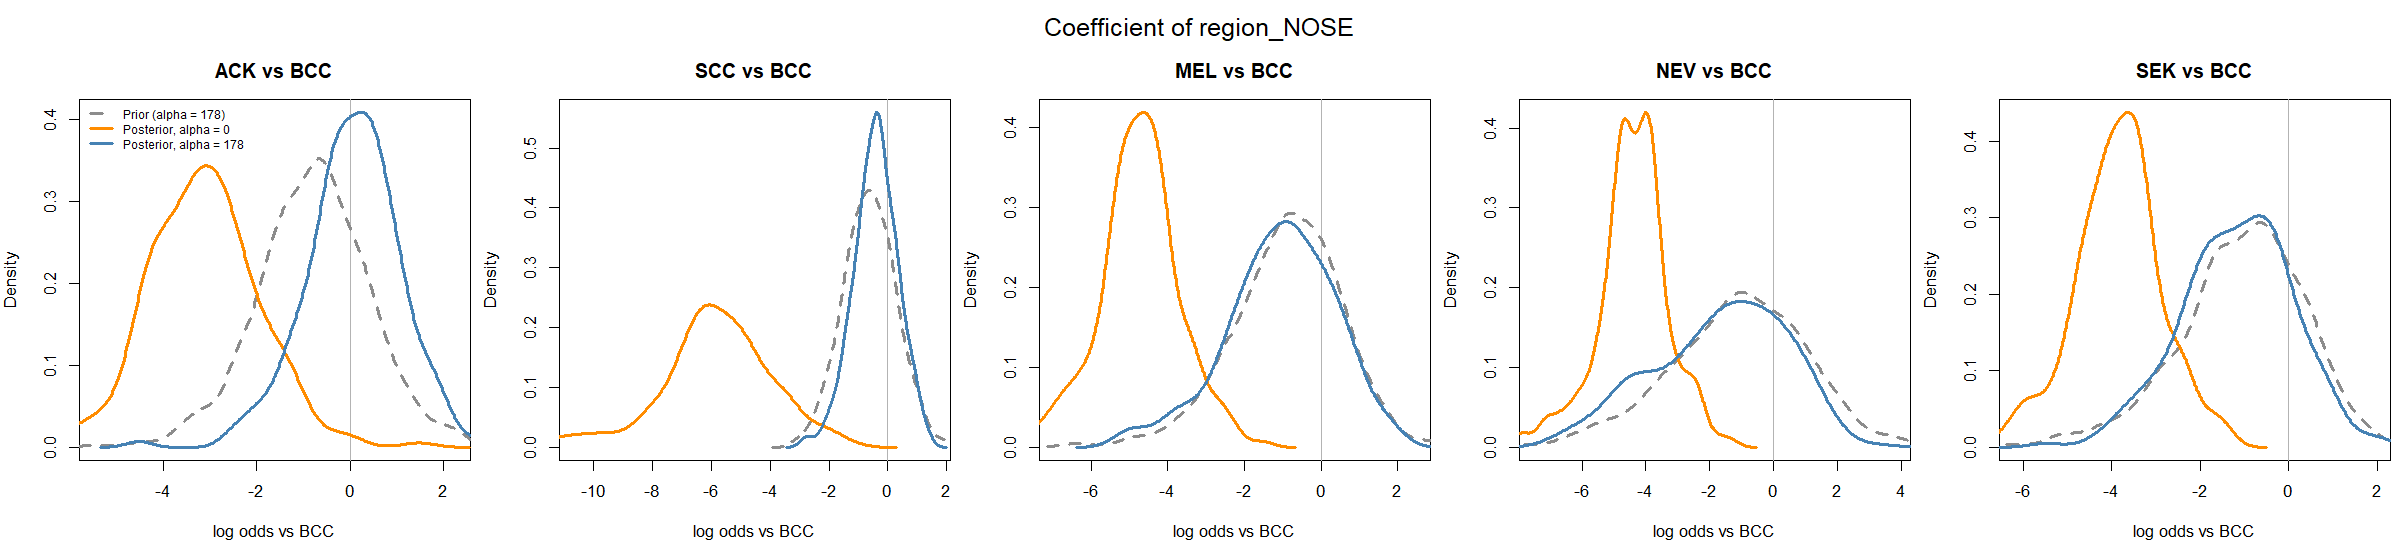 Coefficient of region_NOSE
ACK vs BCC
Prior (alpha = 178)
Posterior, alpha = 0
Posterior, alpha = 178
Density
0.0 0.1 0.2 0.3 0.4
-4 -2 0 2
log odds vs BCC
SCC vs BCC
Density
0.0 0.1 0.2 0.3 0.4 0.5
-10 -8 -6 -4 -2 0 2
log odds vs BCC
MEL vs BCC
Density
0.0 0.1 0.2 0.3 0.4
-6 -4 -2 0 2
log odds vs BCC
NEV vs BCC
Density
0.0 0.1 0.2 0.3 0.4
-6 -4 -2 0 2 4
log odds vs BCC
SEK vs BCC
Density
0.0 0.1 0.2 0.3 0.4
-6 -4 -2 0 2
log odds vs BCC